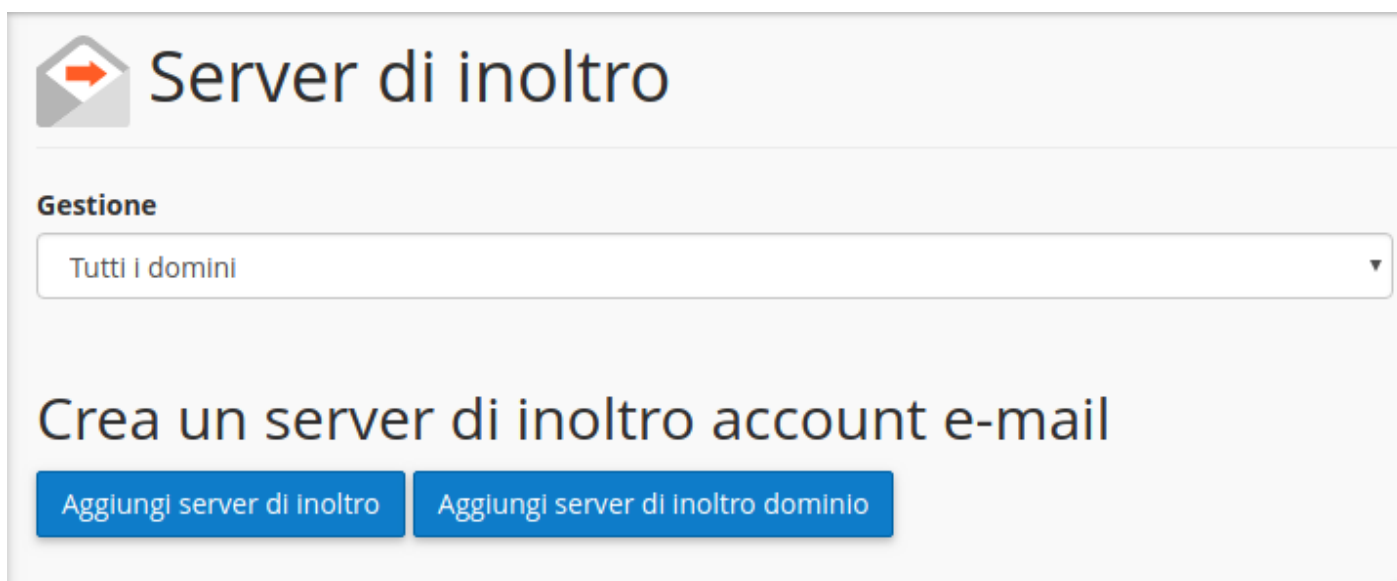 Server di inoltro
Gestione
Tutti i domini
Crea un server di inoltro account e-mail
Aggiungi server di inoltro
Aggiungi server di inoltro dominio